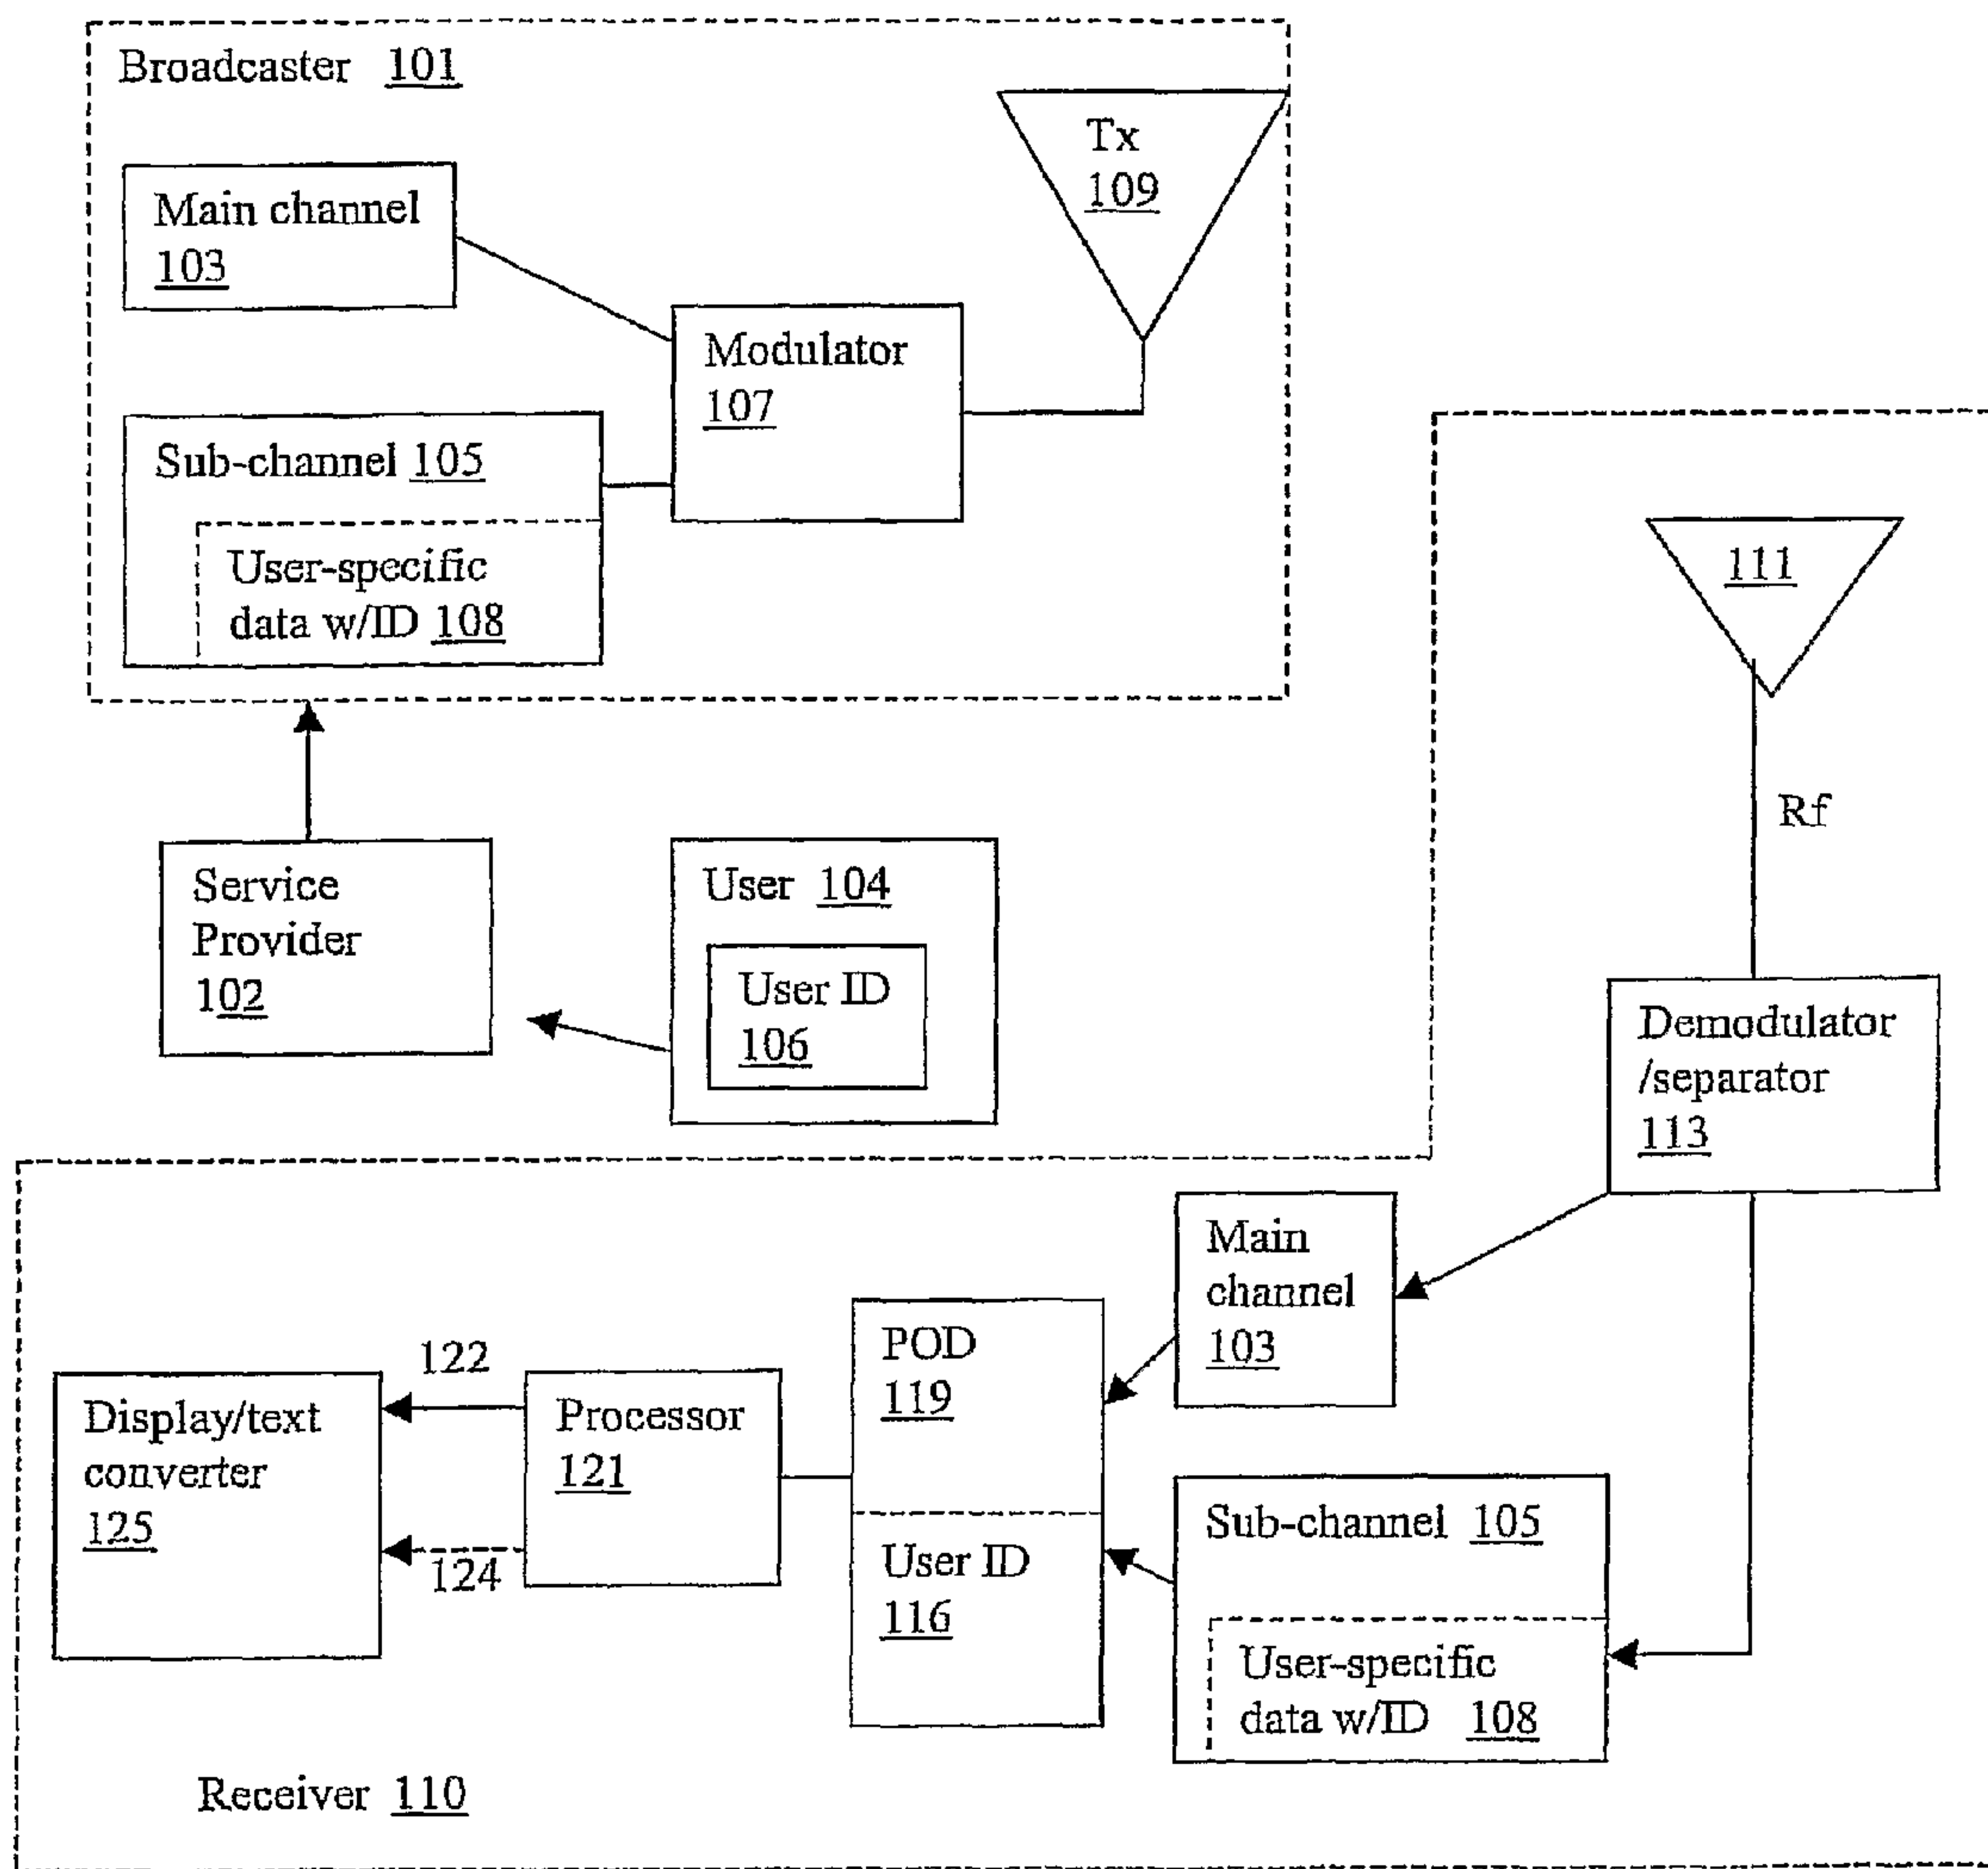 Broadcaster 101
Tx
109
Main channel
103
Modulator
107
Sub-channel 105
User-specific
data w/ID 108
111
Rf
Service
Provider
102
User 104
User ID
106
Demodulator
/separator
113
Main
channel
103
POD
119
User ID
116
122
Processor
121
Display/text
converter
125
124
Sub-channel 105
User-specific
data w/ID 108
Receiver 110